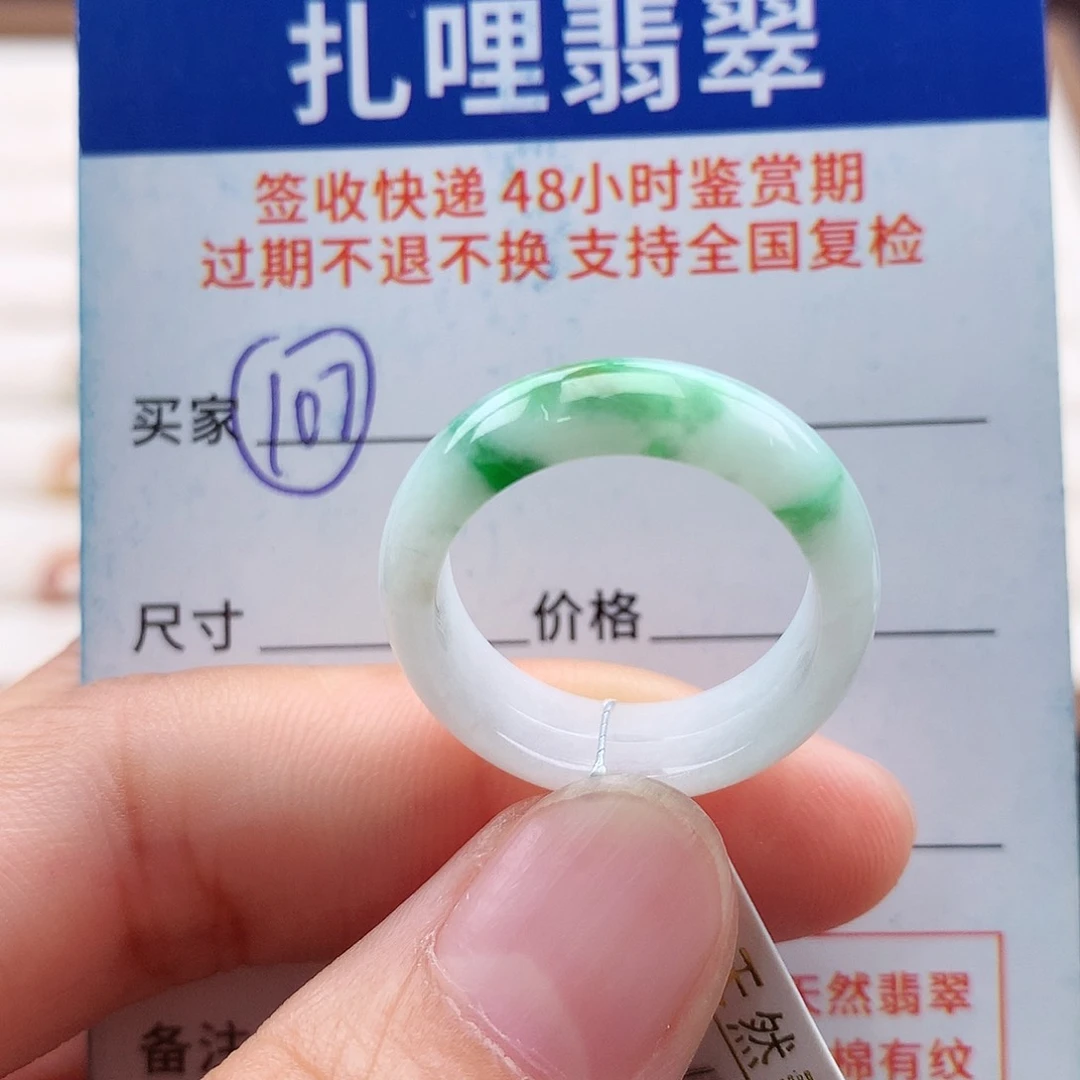 扎哩翡翠
签收快递 48小时鉴赏期
过期不退不换 支持全国复检
买家 107
尺寸 价格
天然翡翠
备注
棉有纹
天然